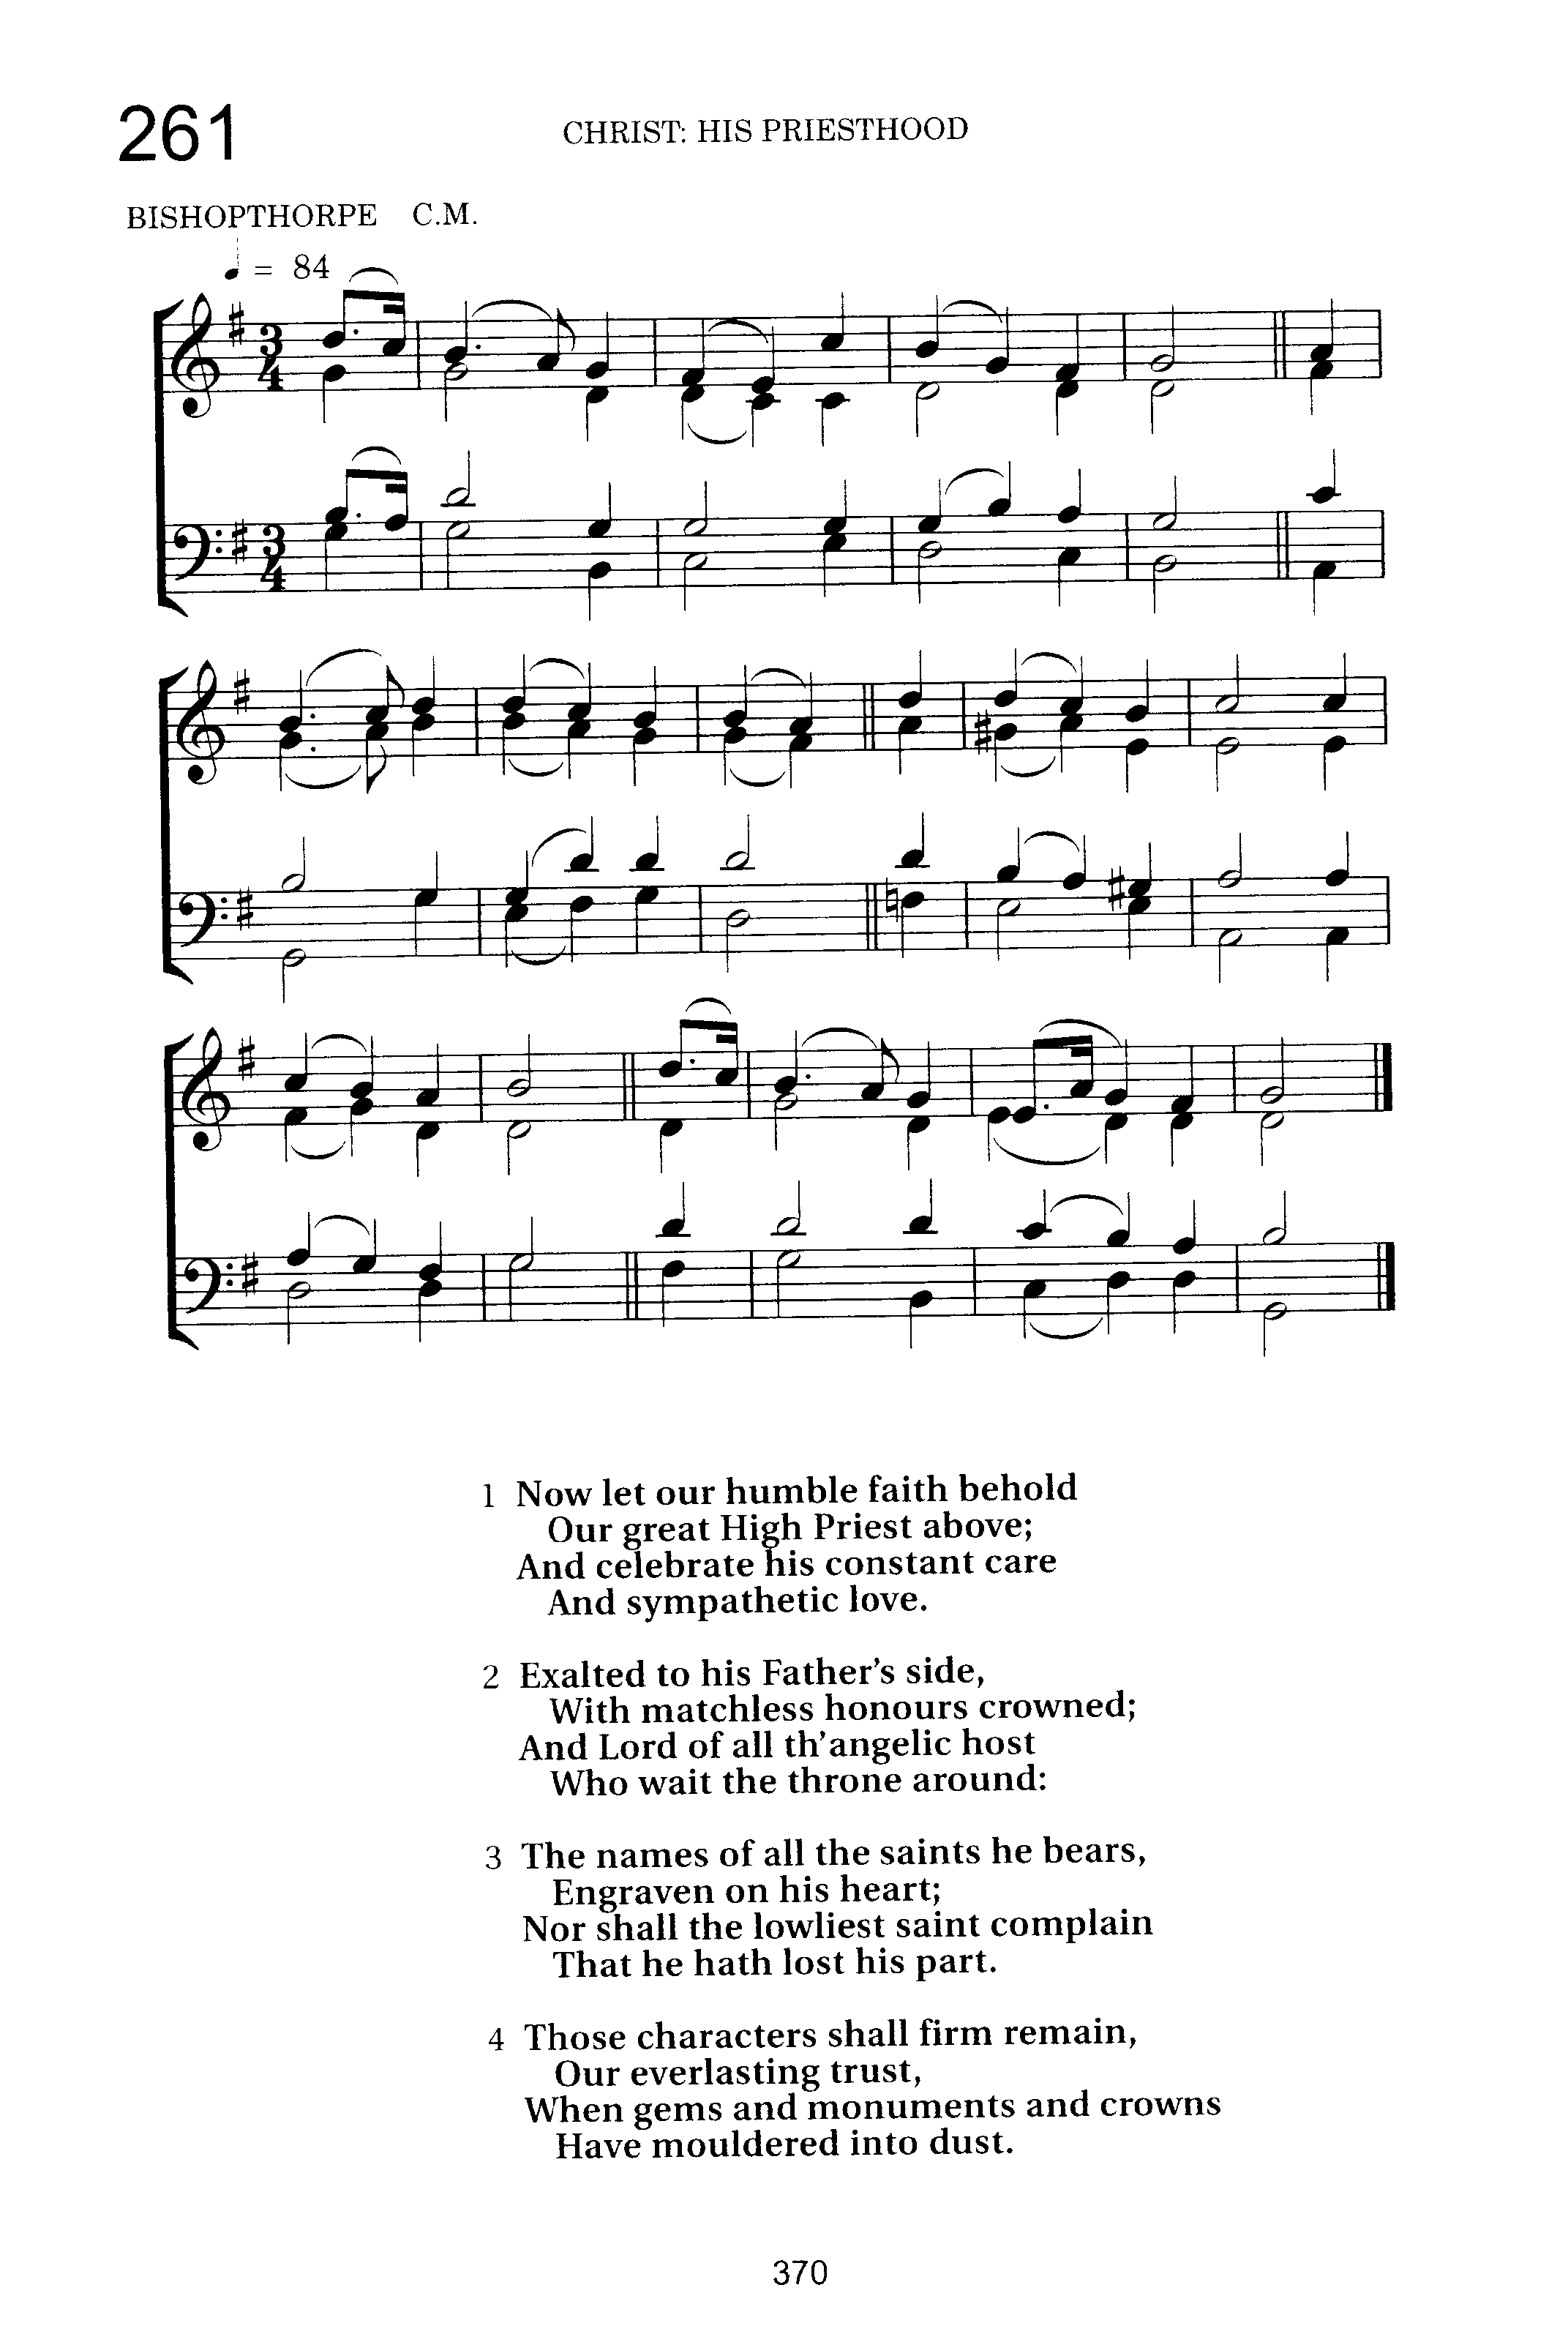 261
CHRIST: HIS PRIESTHOOD
BISHOPTHORPE C.M.
♩ = 84
3
4
3
4
1 Now let our humble faith behold
Our great High Priest above;
And celebrate his constant care
And sympathetic love.
2 Exalted to his Father's side,
With matchless honours crowned;
And Lord of all th'angelic host
Who wait the throne around:
3 The names of all the saints he bears,
Engraven on his heart;
Nor shall the lowliest saint complain
That he hath lost his part.
4 Those characters shall firm remain,
Our everlasting trust,
When gems and monuments and crowns
Have mouldered into dust.
370